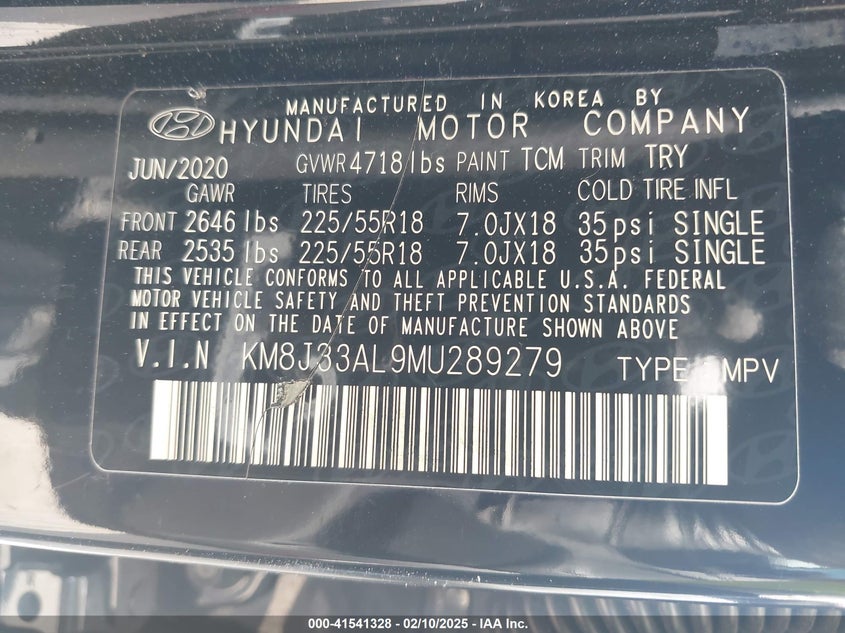 MANUFACTURED IN KOREA BY
HYUNDAI MOTOR COMPANY
JUN/2020 GVWR 4718 lbs PAINT TCM TRIM TRY
GAWR TIRES RIMS COLD TIRE INFL
FRONT 2646 lbs 225/55R18 7.0JX18 35psi SINGLE
REAR 2535 lbs 225/55R18 7.0JX18 35psi SINGLE
THIS VEHICLE CONFORMS TO ALL APPLICABLE U.S.A. FEDERAL
MOTOR VEHICLE SAFETY AND THEFT PREVENTION STANDARDS
IN EFFECT ON THE DATE OF MANUFACTURE SHOWN ABOVE
V.I.N KM8J33AL9MU289279 TYPE: MPV
000-41541328 - 02/10/2025 - IAA Inc.